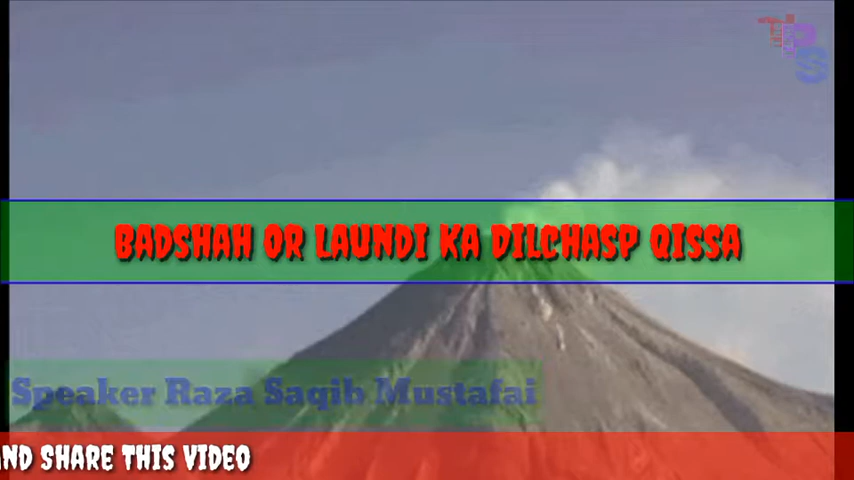 BADSHAH OR LAUNDI KA DILCHASP QISSA
Speaker Raza Saqib Mustafai
AND SHARE THIS VIDEO